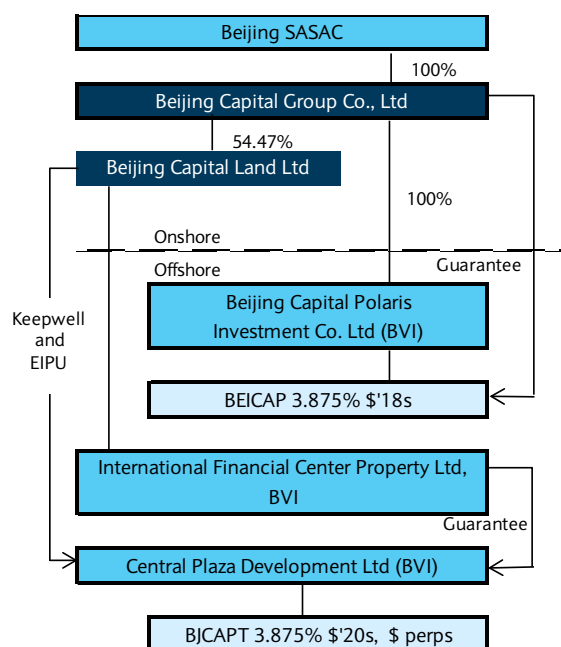 Beijing SASAC
100%
Beijing Capital Group Co., Ltd
54.47%
Beijing Capital Land Ltd
100%
Onshore
Offshore
Guarantee
Keepwell
and
EIPU
Beijing Capital Polaris
Investment Co. Ltd (BVI)
BEICAP 3.875% $'18s
International Financial Center Property Ltd,
BVI
Guarantee
Central Plaza Development Ltd (BVI)
BJCAPT 3.875% $'20s, $ perps